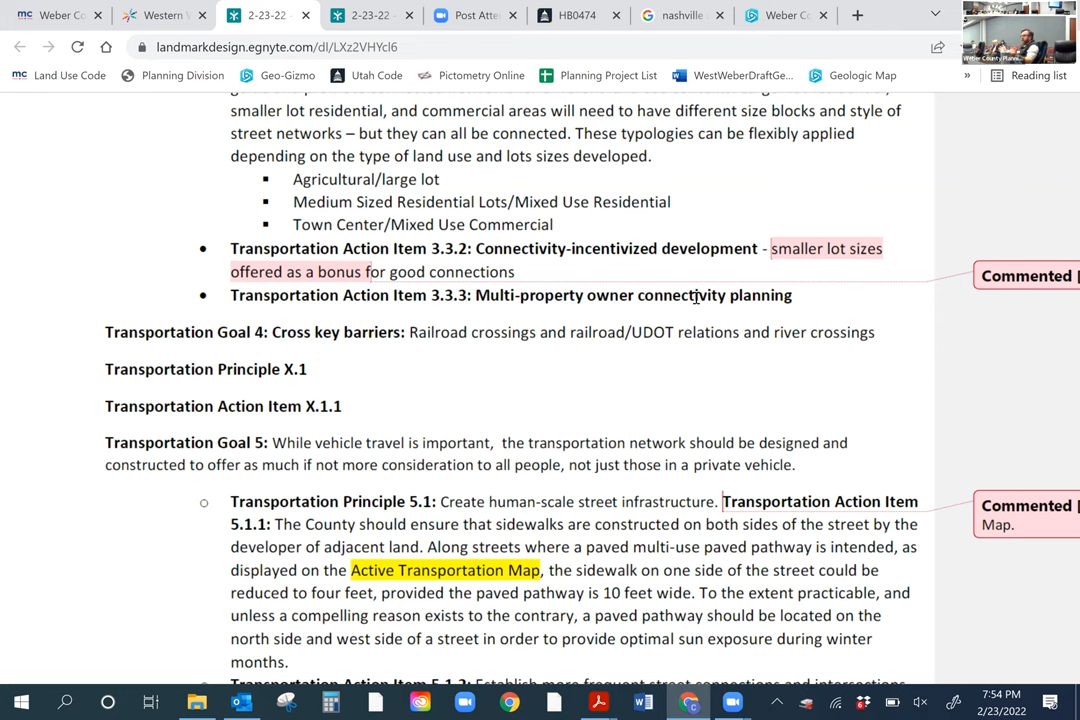 Weber Co
Western
2-23-22 -
2-23-22 -
Post Atte
HB0474
nashville
Weber Co
landmarkdesign.egnyte.com/dl/LXz2VHYcl6
mc Land Use Code
Planning Division
Geo-Gizmo
Utah Code
Pictometry Online
Planning Project List
WestWeberDraftGe...
Geologic Map
»
Reading list
smaller lot residential, and commercial areas will need to have different size blocks and style of
street networks – but they can all be connected. These typologies can be flexibly applied
depending on the type of land use and lots sizes developed.
▪ Agricultural/large lot
▪ Medium Sized Residential Lots/Mixed Use Residential
▪ Town Center/Mixed Use Commercial
• Transportation Action Item 3.3.2: Connectivity-incentivized development - smaller lot sizes
offered as a bonus for good connections
Commented [
• Transportation Action Item 3.3.3: Multi-property owner connectivity planning
Transportation Goal 4: Cross key barriers: Railroad crossings and railroad/UDOT relations and river crossings
Transportation Principle X.1
Transportation Action Item X.1.1
Transportation Goal 5: While vehicle travel is important, the transportation network should be designed and
constructed to offer as much if not more consideration to all people, not just those in a private vehicle.
○ Transportation Principle 5.1: Create human-scale street infrastructure. Transportation Action Item
5.1.1: The County should ensure that sidewalks are constructed on both sides of the street by the
developer of adjacent land. Along streets where a paved multi-use paved pathway is intended, as
displayed on the Active Transportation Map, the sidewalk on one side of the street could be
reduced to four feet, provided the paved pathway is 10 feet wide. To the extent practicable, and
unless a compelling reason exists to the contrary, a paved pathway should be located on the
north side and west side of a street in order to provide optimal sun exposure during winter
months.
Commented [
Map.
Transportation Action Item 5.1.2: Establish more frequent street connections and intersections
7:54 PM
2/23/2022